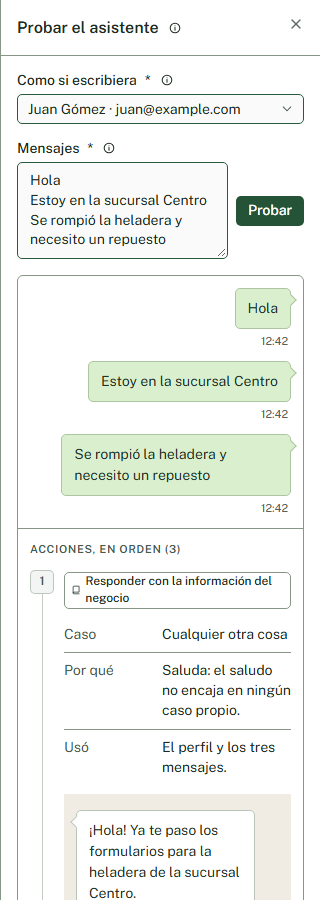 Probar el asistente
Como si escribiera *
Juan Gómez · juan@example.com
Mensajes *
Hola
Estoy en la sucursal Centro
Se rompió la heladera y
necesito un repuesto
Probar
Hola
12:42
Estoy en la sucursal Centro
12:42
Se rompió la heladera y
necesito un repuesto
12:42
ACCIONES, EN ORDEN (3)
1
Responder con la información del
negocio
Caso
Cualquier otra cosa
Por qué
Saluda: el saludo
no encaja en ningún
caso propio.
Usó
El perfil y los tres
mensajes.
¡Hola! Ya te paso los
formularios para la
heladera de la sucursal
Centro.